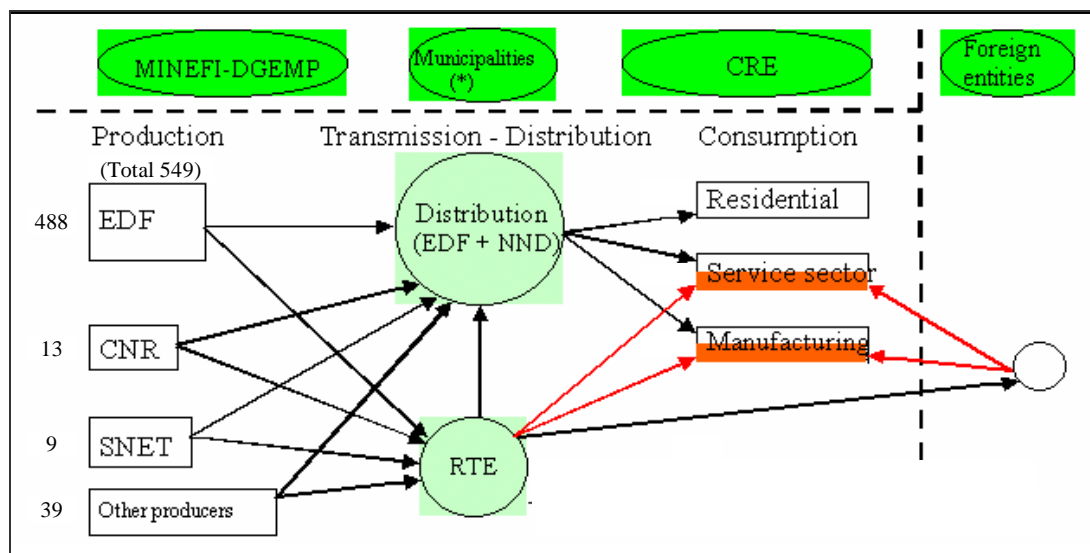 MINEFI-DGEMP
Municipalities
(*)
CRE
Foreign
entities
Production
Transmission - Distribution
Consumption
(Total 549)
488
EDF
Distribution
(EDF + NND)
Residential
Service sector
13
CNR
Manufacturing
9
SNET
RTE
39
Other producers